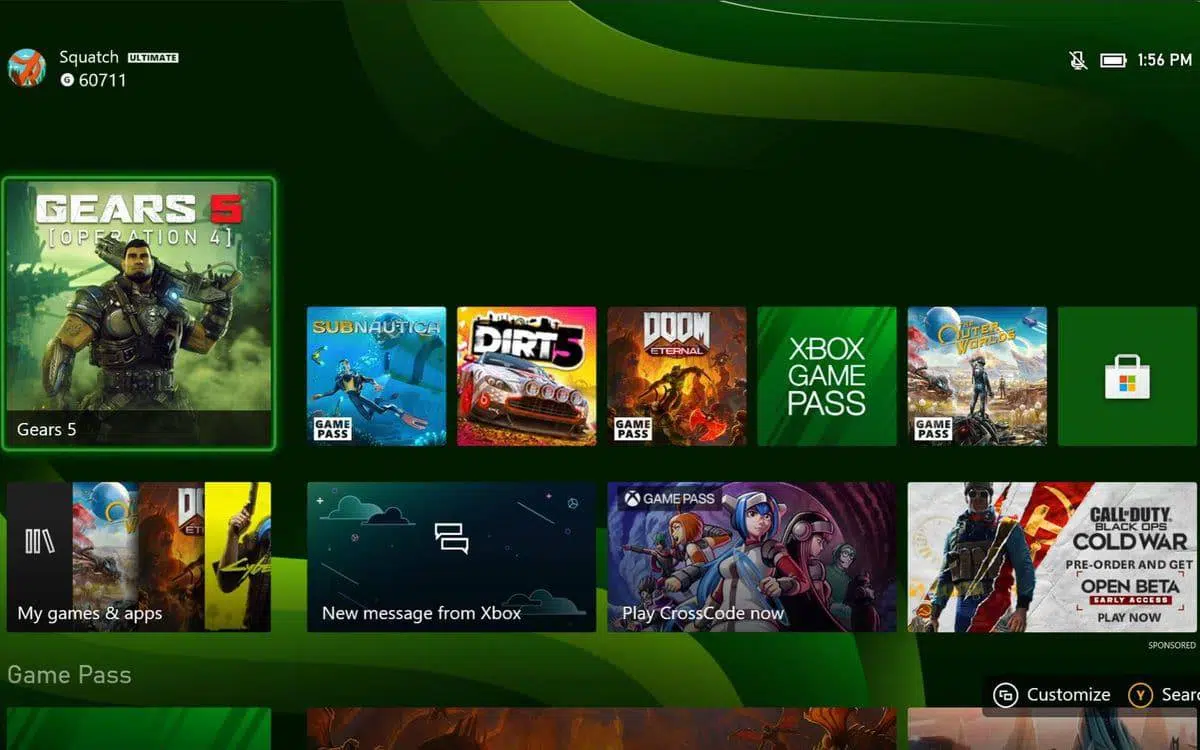 Squatch ULTIMATE
G 60711
1:56 PM
GEARS 5
[OPERATION 4]
Gears 5
SUBNAUTICA
GAME
PASS
DIRT 5
DOOM
ETERNAL
GAME
PASS
XBOX
GAME
PASS
THE
OUTER
WORLDS
GAME
PASS
My games & apps
New message from Xbox
GAME PASS
Play CrossCode now
CALL OF DUTY
BLACK OPS
COLD WAR
PRE-ORDER AND GET
OPEN BETA
EARLY ACCESS
PLAY NOW
SPONSORED
Game Pass
Customize
Y Sear